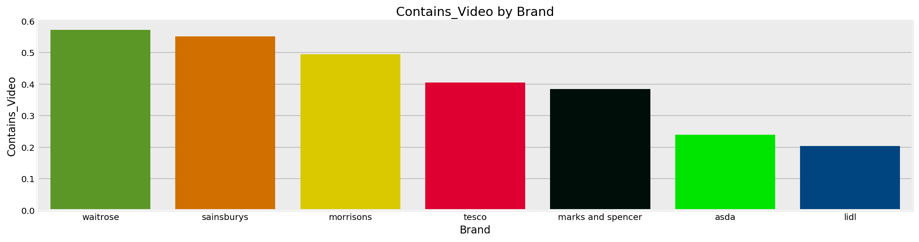 Contains_Video by Brand
Contains_Video
0.6
0.5
0.4
0.3
0.2
0.1
0.0
waitrose
sainsburys
morrisons
tesco
marks and spencer
asda
lidl
Brand